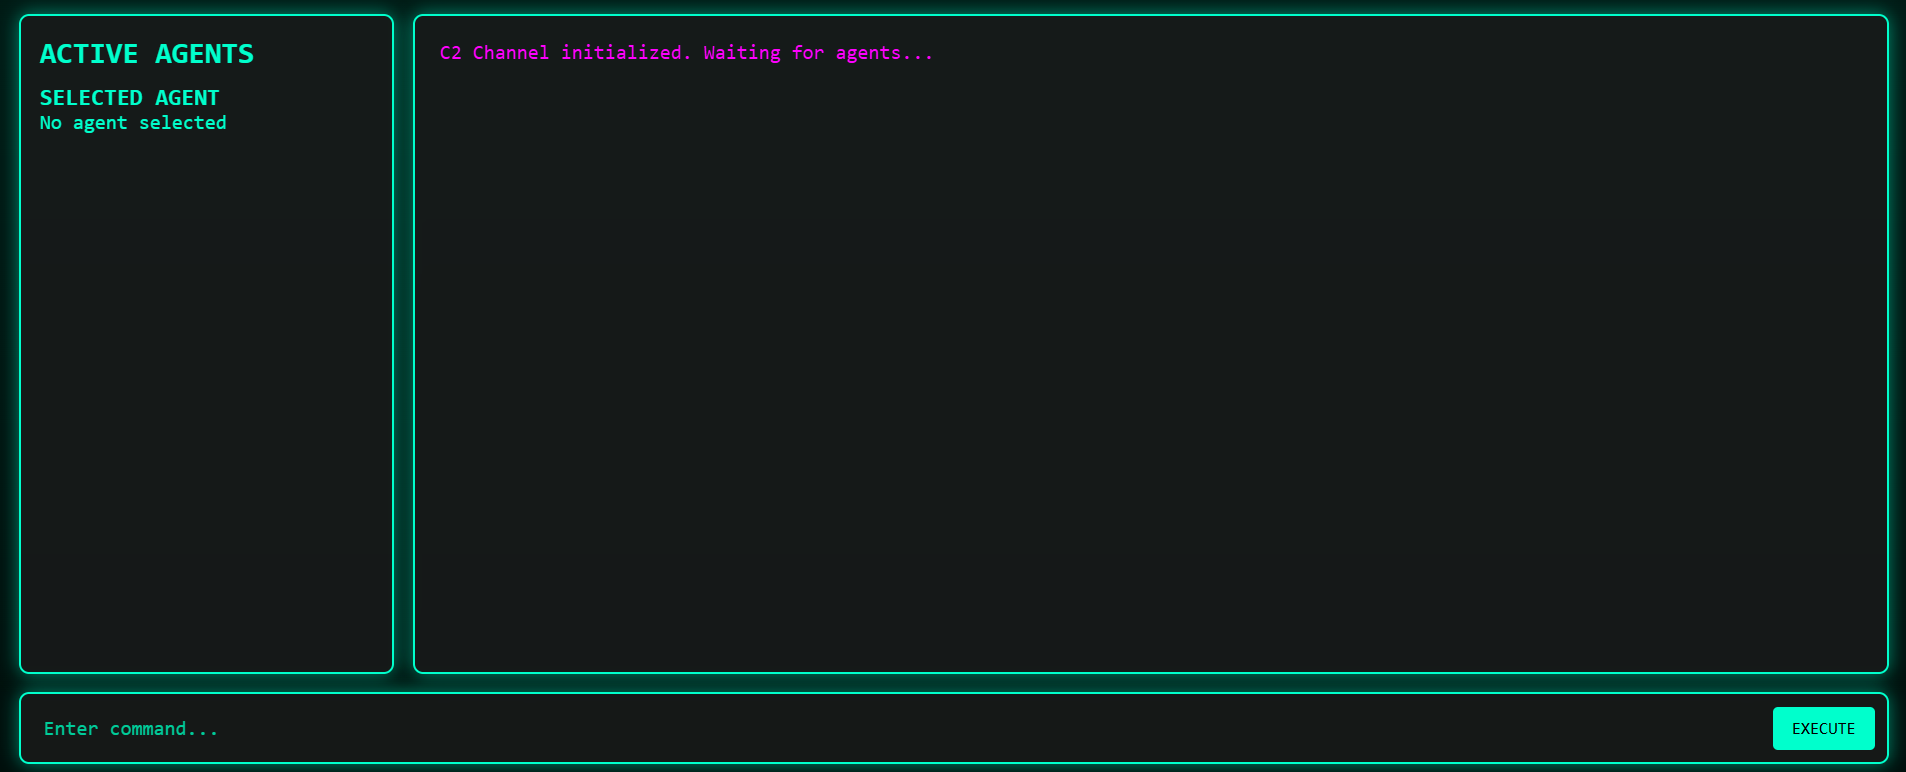 ACTIVE AGENTS
SELECTED AGENT
No agent selected
C2 Channel initialized. Waiting for agents...
Enter command...
EXECUTE